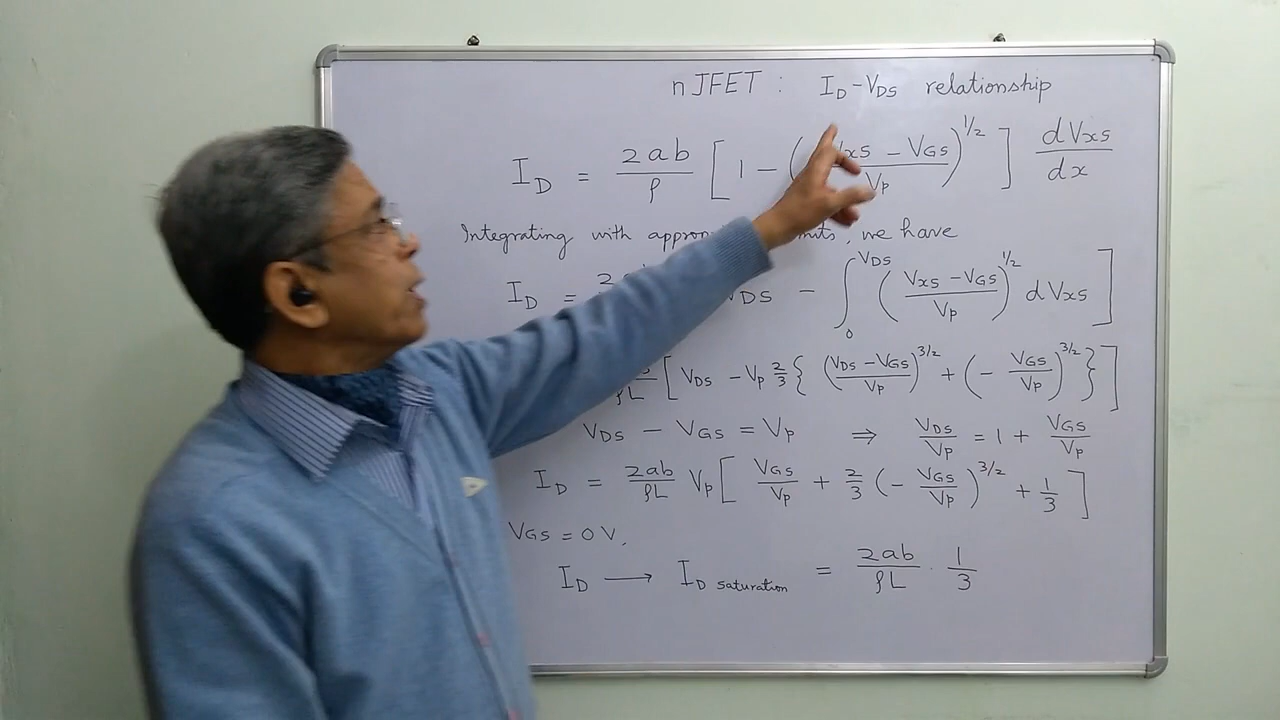 nJFET : I_D - V_DS relationship
I_D = 2ab/ρ [ 1 - ( V_XS - V_GS / V_P )^1/2 ] dV_XS/dx
Integrating with , we have
I_D = V_DS - ∫_0^V_DS ( V_XS - V_GS / V_P )^1/2 dV_XS ]
/ρL [ V_DS - V_P 2/3 { ( V_DS - V_GS / V_P )^3/2 + ( - V_GS/V_P )^3/2 } ]
V_DS - V_GS = V_P ⇒ V_DS/V_P = 1 + V_GS/V_P
I_D = 2ab/ρL V_P [ V_GS/V_P + 2/3 ( - V_GS/V_P )^3/2 + 1/3 ]
V_GS = 0 V,
I_D → I_D saturation = 2ab/ρL . 1/3